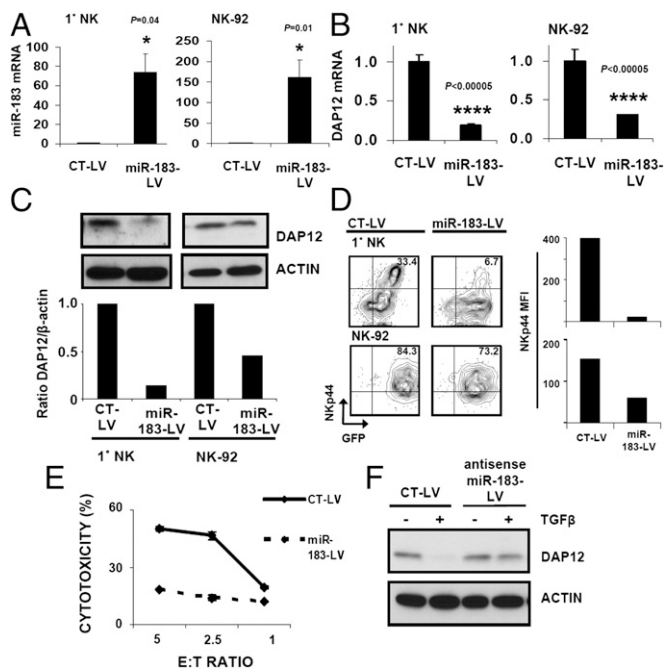 A
1˚ NK
P=0.04
*
miR-183 mRNA
100
80
60
40
20
0
CT-LV
miR-183-
LV
NK-92
P=0.01
*
250
200
150
100
50
0
CT-LV
miR-183-
LV
B
1˚ NK
P<0.00005
****
DAP12 mRNA
1.0
0.5
0.0
CT-LV
miR-183-
LV
NK-92
P<0.00005
****
1.0
0.5
0.0
CT-LV
miR-183-
LV
C
DAP12
ACTIN
Ratio DAP12/β-actin
1.0
0.5
0
CT-
LV
miR-
183-LV
CT-
LV
miR-
183-LV
1˚ NK
NK-92
D
CT-LV
miR-183-LV
1˚ NK
33.4
6.7
NK-92
84.3
73.2
NKp44
GFP
NKp44 MFI
400
200
0
200
100
0
CT-LV
miR-
183-LV
E
CYTOTOXICITY (%)
60
30
0
5
2.5
1
E:T RATIO
CT-LV
miR-
183-LV
F
CT-LV
antisense
miR-183-
LV
-
+
-
+
TGFβ
DAP12
ACTIN